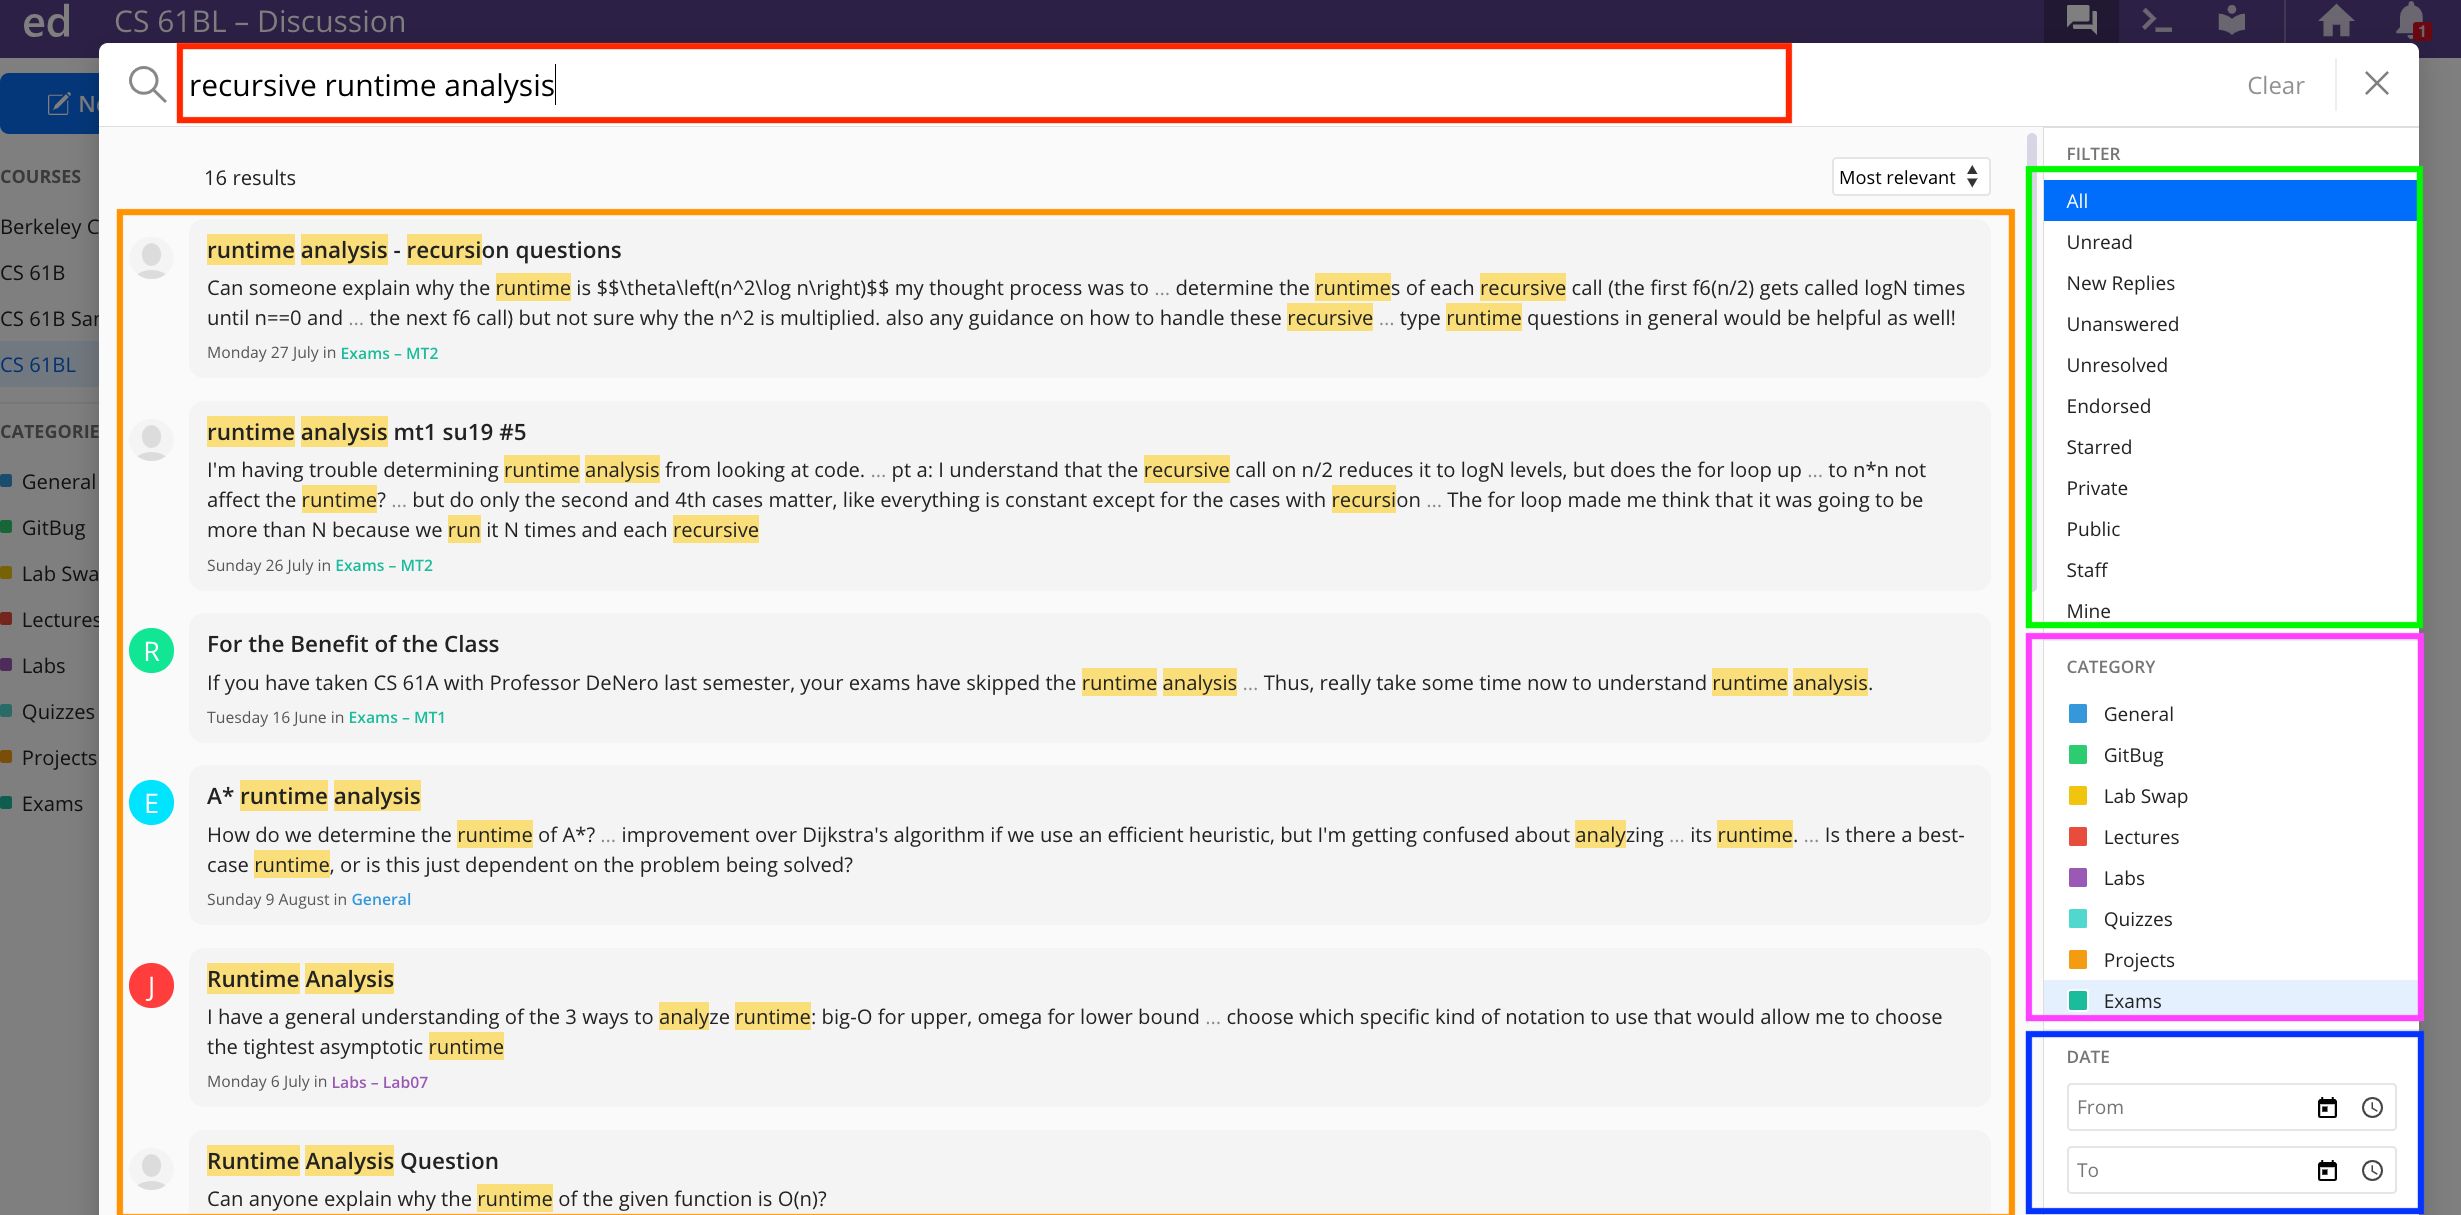 ed
CS 61BL – Discussion
1
recursive runtime analysis
Clear
COURSES
CS 61B
CS 61BL
General
GitBug
Lectures
Labs
Quizzes
Projects
Exams
16 results
Most relevant
runtime analysis - recursion questions
Can someone explain why the runtime is $$\theta\left(n^2\log n\right)$$ my thought process was to ... determine the runtimes of each recursive call (the first f6(n/2) gets called logN times
until n==0 and ... the next f6 call) but not sure why the n^2 is multiplied. also any guidance on how to handle these recursive ... type runtime questions in general would be helpful as well!
Monday 27 July in Exams – MT2
runtime analysis mt1 su19 #5
I'm having trouble determining runtime analysis from looking at code. ... pt a: I understand that the recursive call on n/2 reduces it to logN levels, but does the for loop up ... to n*n not
affect the runtime? ... but do only the second and 4th cases matter, like everything is constant except for the cases with recursion ... The for loop made me think that it was going to be
more than N because we run it N times and each recursive
Sunday 26 July in Exams – MT2
R
For the Benefit of the Class
If you have taken CS 61A with Professor DeNero last semester, your exams have skipped the runtime analysis ... Thus, really take some time now to understand runtime analysis.
Tuesday 16 June in Exams – MT1
E
A* runtime analysis
How do we determine the runtime of A*? ... improvement over Dijkstra's algorithm if we use an efficient heuristic, but I'm getting confused about analyzing ... its runtime. ... Is there a best-
case runtime, or is this just dependent on the problem being solved?
Sunday 9 August in General
J
Runtime Analysis
I have a general understanding of the 3 ways to analyze runtime: big-O for upper, omega for lower bound ... choose which specific kind of notation to use that would allow me to choose
the tightest asymptotic runtime
Monday 6 July in Labs – Lab07
Runtime Analysis Question
Can anyone explain why the runtime of the given function is O(n)?
FILTER
All
Unread
New Replies
Unanswered
Unresolved
Endorsed
Starred
Private
Public
Staff
Mine
CATEGORY
General
GitBug
Lab Swap
Lectures
Labs
Quizzes
Projects
Exams
DATE
From
To